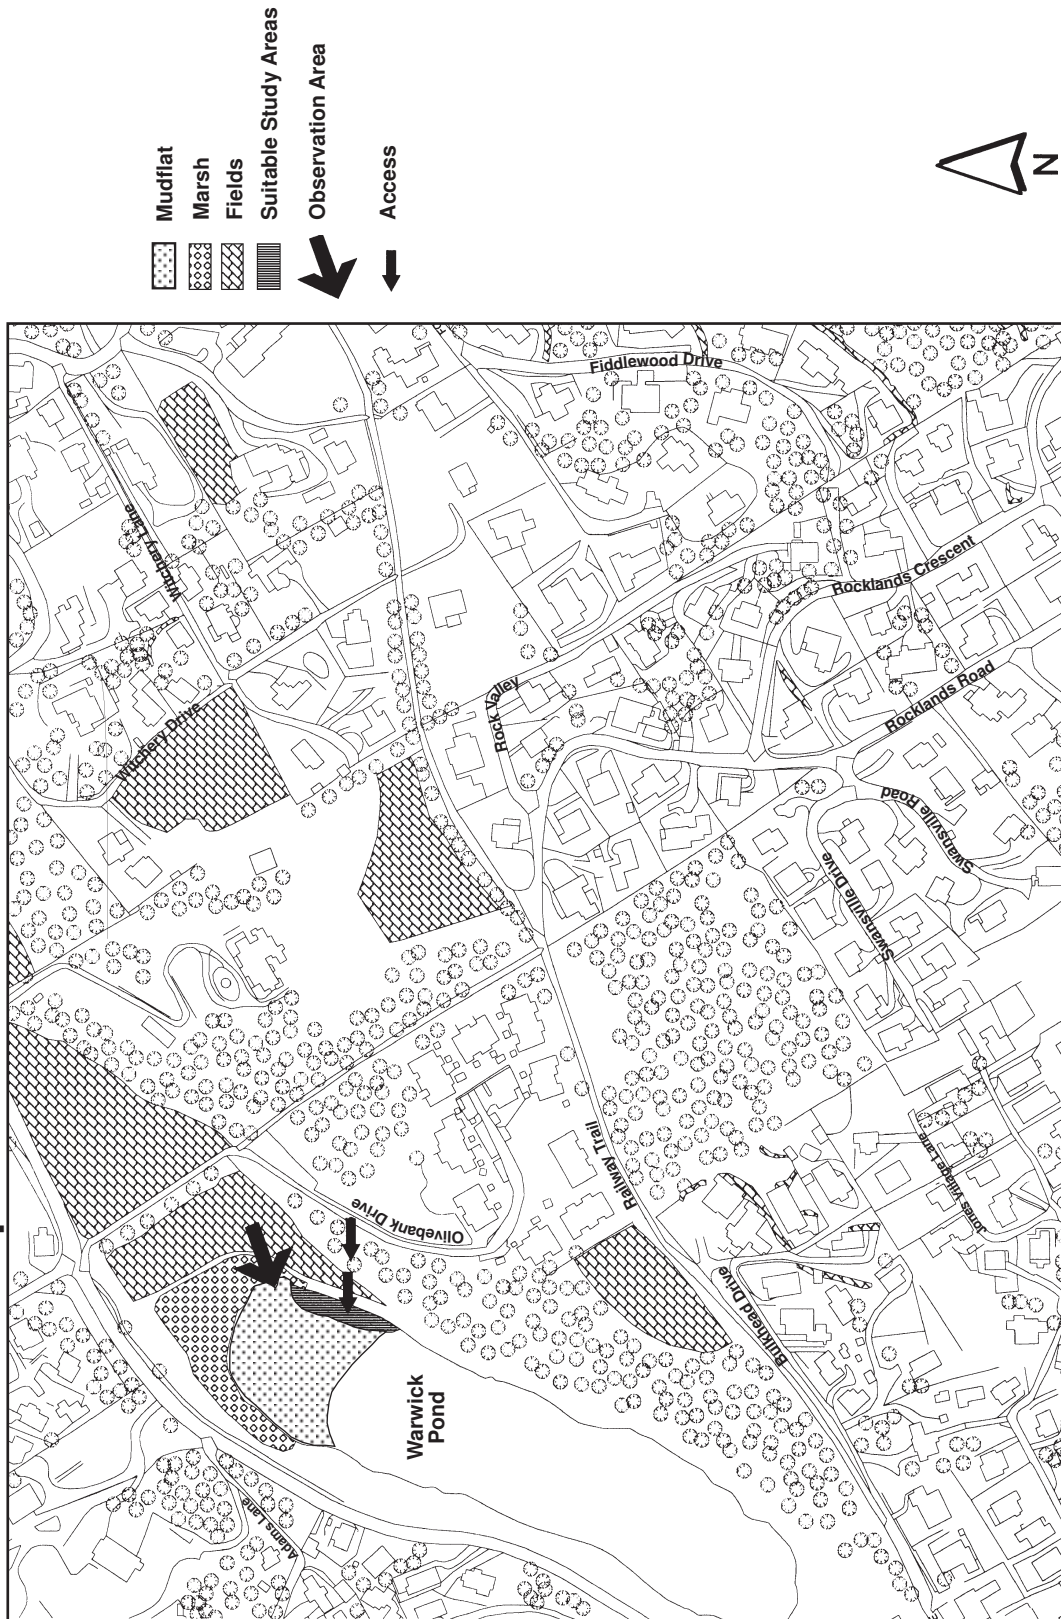 Mudflat
Marsh
Fields
Suitable Study Areas
Observation Area
Access
N
Fiddlewood Drive
Witchery Lane
Witchery Drive
Rock Valley
Rocklands Crescent
Rocklands Road
Swansville Road
Swansville Drive
Olivebank Drive
Railway Trail
Jones Village Lane
Bulkhead Drive
Warwick
Pond
Adams Lane